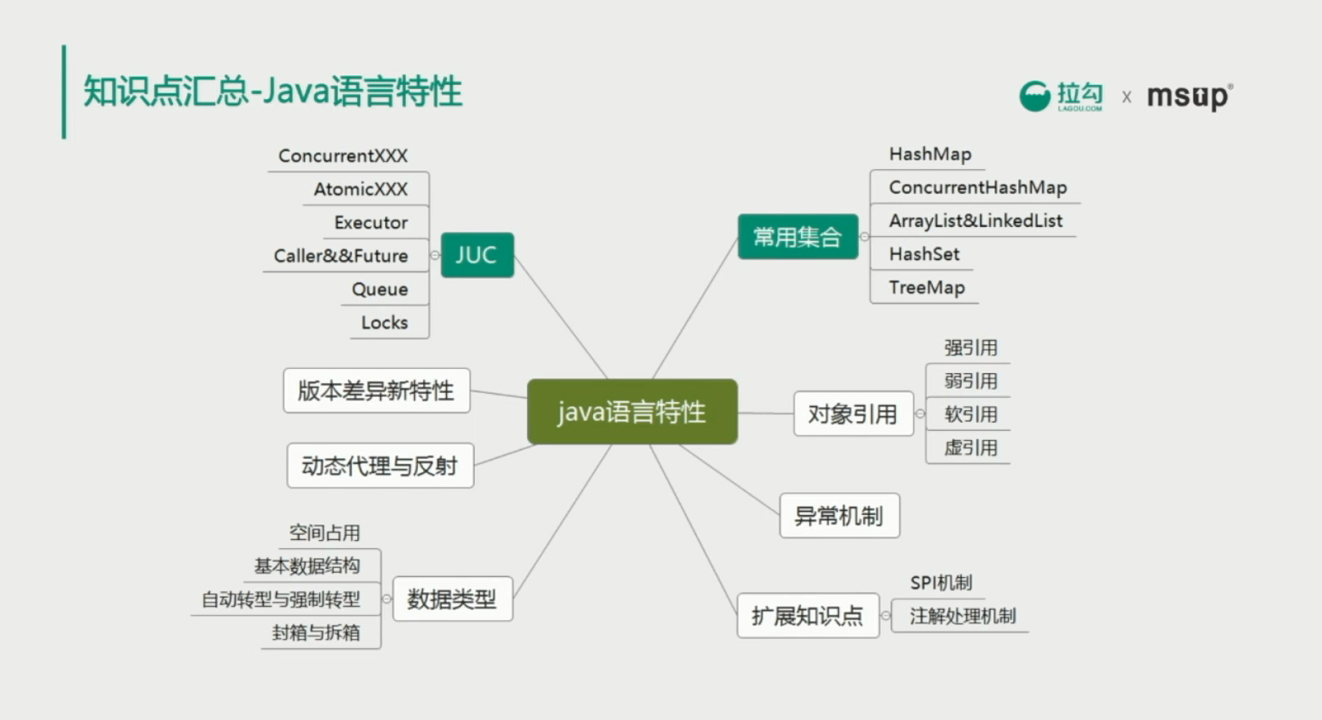 知识点汇总-Java语言特性
拉勾
LAGOU.COM
x
msup®
ConcurrentXXX
AtomicXXX
Executor
Caller&&Future
Queue
Locks
JUC
常用集合
HashMap
ConcurrentHashMap
ArrayList&LinkedList
HashSet
TreeMap
版本差异新特性
java语言特性
对象引用
强引用
弱引用
软引用
虚引用
动态代理与反射
异常机制
空间占用
基本数据结构
自动转型与强制转型
封箱与拆箱
数据类型
扩展知识点
SPI机制
注解处理机制